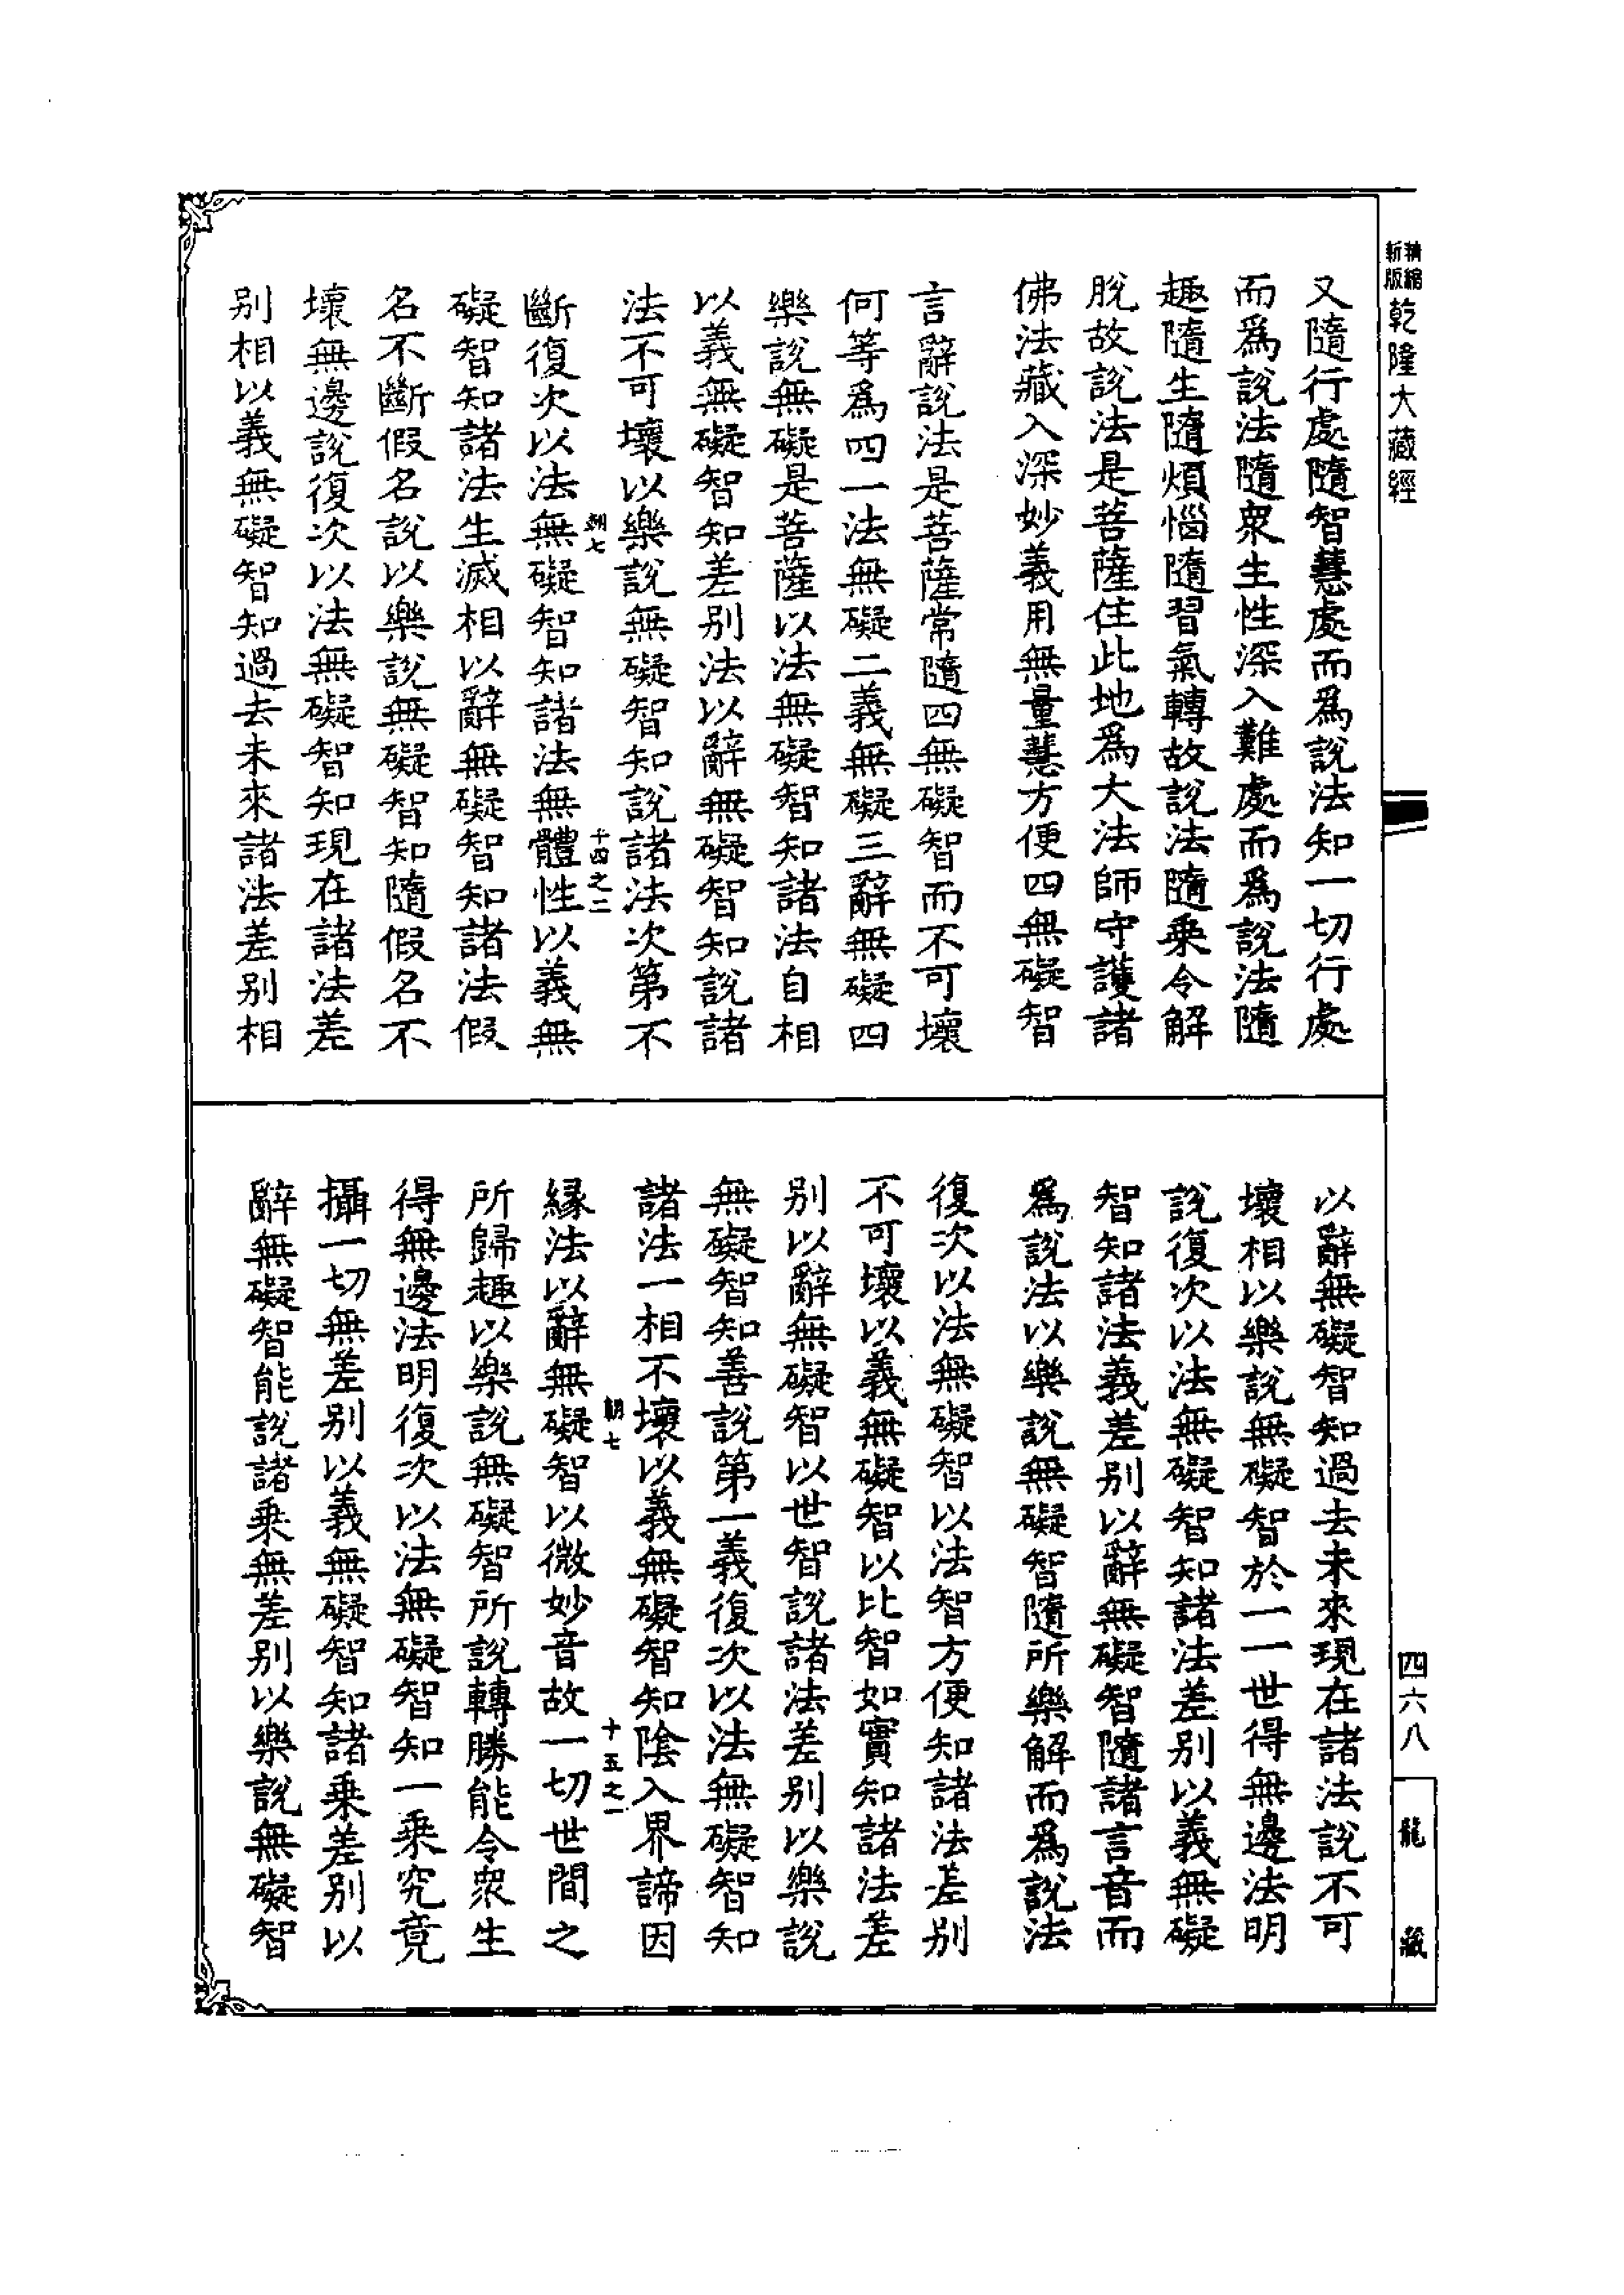 精縮
新版
乾隆大藏經
又隨行處隨智慧處而爲說法知一切行處
而爲說法隨衆生性深入難處而爲說法隨
趣隨生隨煩惱隨習氣轉故說法隨乗令解
脫故說法是菩薩住此地爲大法師守護諸
佛法藏入深妙義用無量慧方便四無礙智
言辭說法是菩薩常隨四無礙智而不可壞
何等爲四一法無礙二義無礙三辭無礙四
樂說無礙是菩薩以法無礙智知諸法自相
以義無礙智知差别法以辭無礙智知說諸
法不可壞以樂說無礙智知說諸法次第不
朝七
十四之二
斷復次以法無礙智知諸法無體性以義無
礙智知諸法生滅相以辭無礙智知諸法假
名不斷假名說以樂說無礙智知隨假名不
壞無邊說復次以法無礙智知現在諸法差
别相以義無礙智知過去未來諸法差别相
以辭無礙智知過去未來現在諸法說不可
壞相以樂說無礙智於一一世得無邊法明
說復次以法無礙智知諸法差别以義無礙
智知諸法義差别以辭無礙智隨諸言音而
爲說法以樂說無礙智隨所樂解而爲說法
復次以法無礙智以法智方便知諸法差别
不可壞以義無礙智以比智如實知諸法差
别以辭無礙智以世智說諸法差别以樂說
無礙智知善說第一義復次以法無礙智知
諸法一相不壞以義無礙智知陰入界諦因
朝七
十五之一
緣法以辭無礙智以微妙音故一切世間之
所歸趣以樂說無礙智所說轉勝能令衆生
得無邊法明復次以法無礙智知一乗究竟
攝一切無差别以義無礙智知諸乗差别以
辭無礙智能說諸乗無差别以樂說無礙智
四六八
龍藏